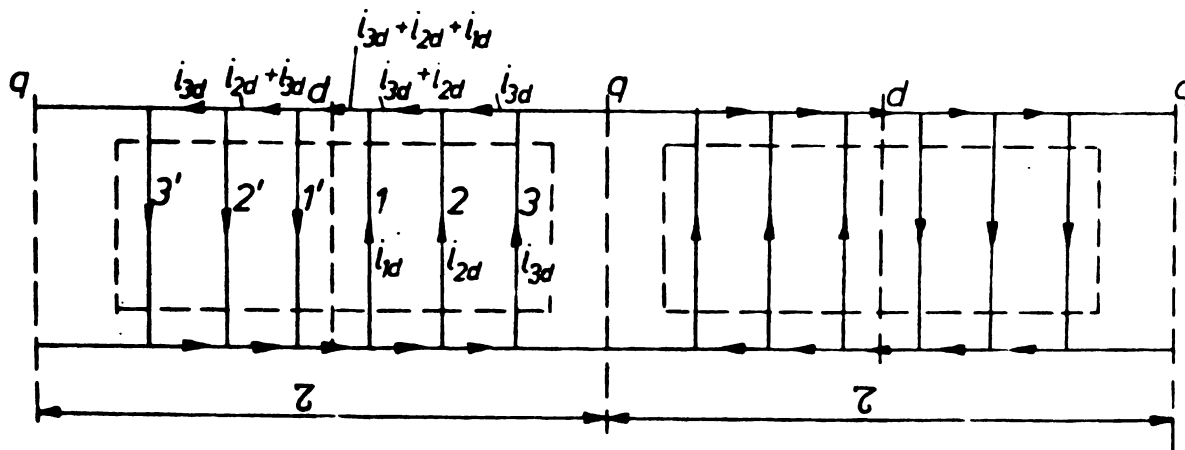 i3d+i2d+i1d
q i3d i2d+i3d d i3d+i2d i3d q d q
3' 2' 1' 1 2 3
i1d i2d i3d
τ τ